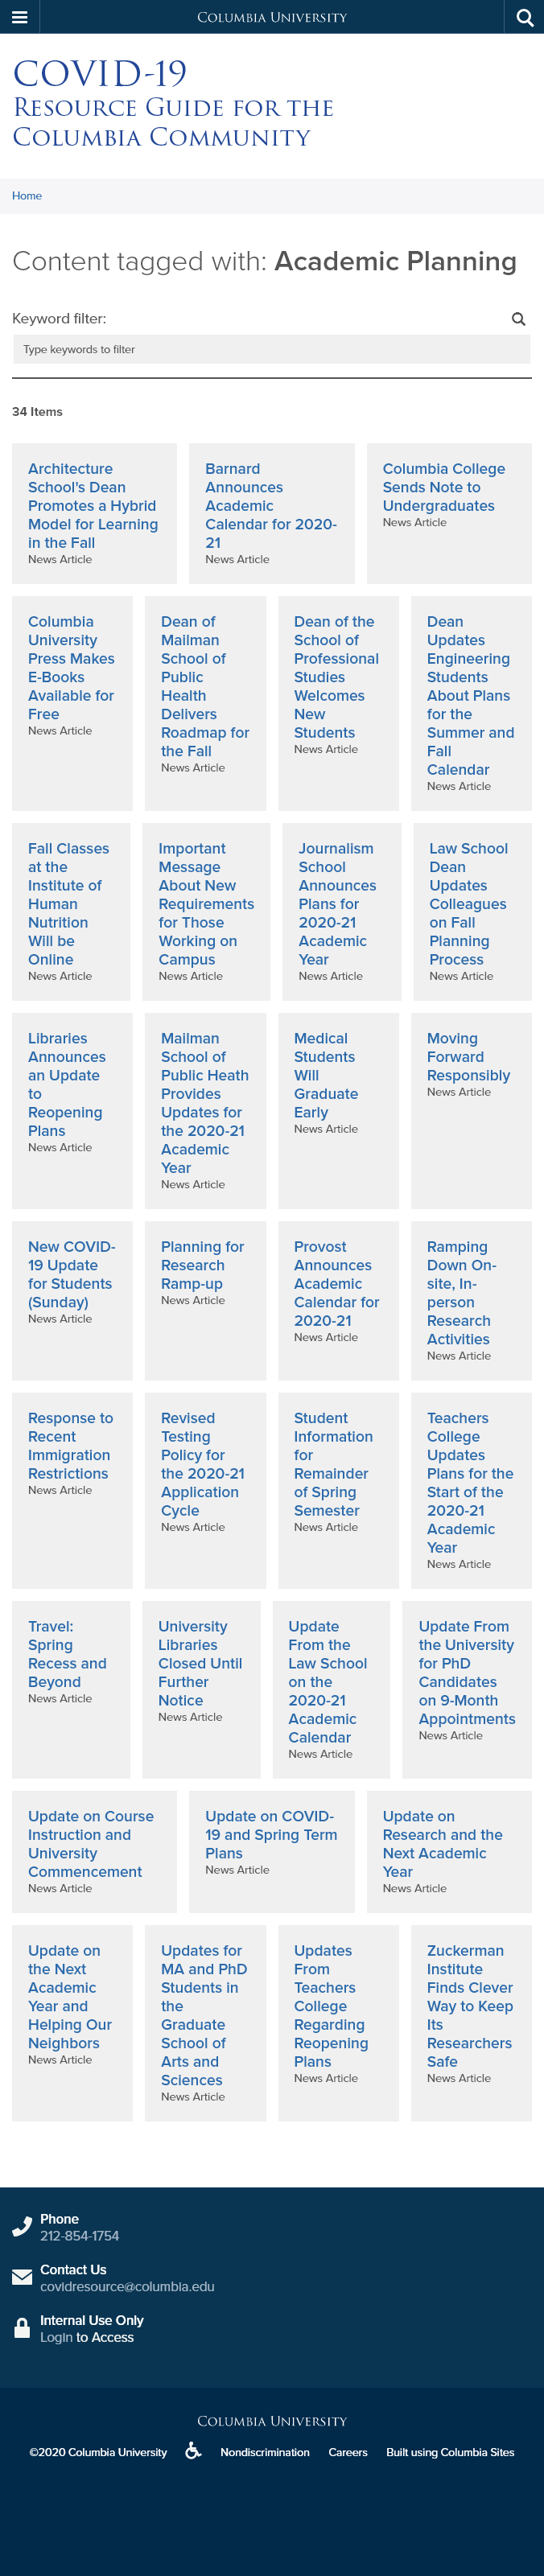 Columbia University
COVID-19
Resource Guide for the
Columbia Community
Home
Content tagged with: Academic Planning
Keyword filter:
Type keywords to filter
34 Items
Architecture
School's Dean
Promotes a Hybrid
Model for Learning
in the Fall
News Article
Barnard
Announces
Academic
Calendar for 2020-
21
News Article
Columbia College
Sends Note to
Undergraduates
News Article
Columbia
University
Press Makes
E-Books
Available for
Free
News Article
Dean of
Mailman
School of
Public
Health
Delivers
Roadmap for
the Fall
News Article
Dean of the
School of
Professional
Studies
Welcomes
New
Students
News Article
Dean
Updates
Engineering
Students
About Plans
for the
Summer and
Fall
Calendar
News Article
Fall Classes
at the
Institute of
Human
Nutrition
Will be
Online
News Article
Important
Message
About New
Requirements
for Those
Working on
Campus
News Article
Journalism
School
Announces
Plans for
2020-21
Academic
Year
News Article
Law School
Dean
Updates
Colleagues
on Fall
Planning
Process
News Article
Libraries
Announces
an Update
to
Reopening
Plans
News Article
Mailman
School of
Public Heath
Provides
Updates for
the 2020-21
Academic
Year
News Article
Medical
Students
Will
Graduate
Early
News Article
Moving
Forward
Responsibly
News Article
New COVID-
19 Update
for Students
(Sunday)
News Article
Planning for
Research
Ramp-up
News Article
Provost
Announces
Academic
Calendar for
2020-21
News Article
Ramping
Down On-
site, In-
person
Research
Activities
News Article
Response to
Recent
Immigration
Restrictions
News Article
Revised
Testing
Policy for
the 2020-21
Application
Cycle
News Article
Student
Information
for
Remainder
of Spring
Semester
News Article
Teachers
College
Updates
Plans for the
Start of the
2020-21
Academic
Year
News Article
Travel:
Spring
Recess and
Beyond
News Article
University
Libraries
Closed Until
Further
Notice
News Article
Update
From the
Law School
on the
2020-21
Academic
Calendar
News Article
Update From
the University
for PhD
Candidates
on 9-Month
Appointments
News Article
Update on Course
Instruction and
University
Commencement
News Article
Update on COVID-
19 and Spring Term
Plans
News Article
Update on
Research and the
Next Academic
Year
News Article
Update on
the Next
Academic
Year and
Helping Our
Neighbors
News Article
Updates for
MA and PhD
Students in
the
Graduate
School of
Arts and
Sciences
News Article
Updates
From
Teachers
College
Regarding
Reopening
Plans
News Article
Zuckerman
Institute
Finds Clever
Way to Keep
Its
Researchers
Safe
News Article
Phone
212-854-1754
Contact Us
covidresource@columbia.edu
Internal Use Only
Login to Access
Columbia University
©2020 Columbia University Nondiscrimination Careers Built using Columbia Sites